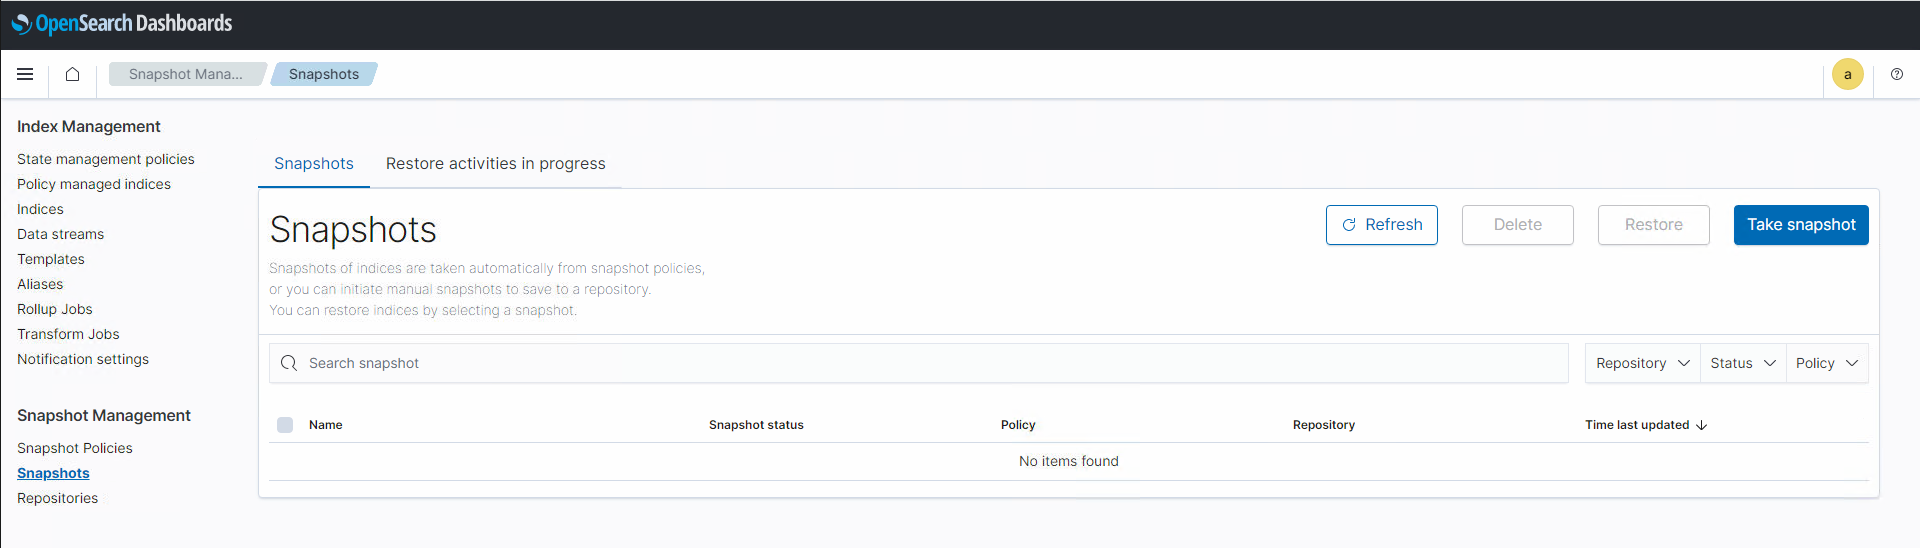 OpenSearch Dashboards
Snapshot Mana...
Snapshots
a
Index Management
State management policies
Policy managed indices
Indices
Data streams
Templates
Aliases
Rollup Jobs
Transform Jobs
Notification settings
Snapshot Management
Snapshot Policies
Snapshots
Repositories
Snapshots
Restore activities in progress
Snapshots
Refresh
Delete
Restore
Take snapshot
Snapshots of indices are taken automatically from snapshot policies,
or you can initiate manual snapshots to save to a repository.
You can restore indices by selecting a snapshot.
Search snapshot
Repository
Status
Policy
Name
Snapshot status
Policy
Repository
Time last updated
No items found